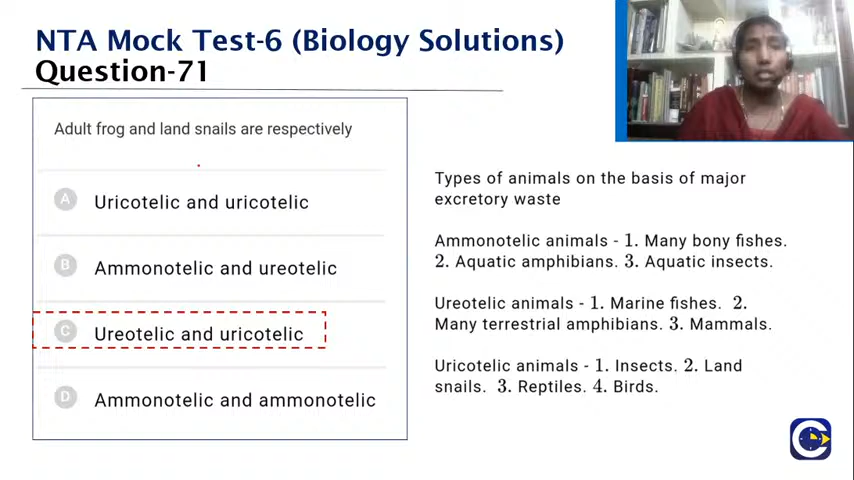 NTA Mock Test-6 (Biology Solutions)
Question-71
Adult frog and land snails are respectively
A Uricotelic and uricotelic
B Ammonotelic and ureotelic
C Ureotelic and uricotelic
D Ammonotelic and ammonotelic
Types of animals on the basis of major
excretory waste
Ammonotelic animals - 1. Many bony fishes.
2. Aquatic amphibians. 3. Aquatic insects.
Ureotelic animals - 1. Marine fishes. 2.
Many terrestrial amphibians. 3. Mammals.
Uricotelic animals - 1. Insects. 2. Land
snails. 3. Reptiles. 4. Birds.